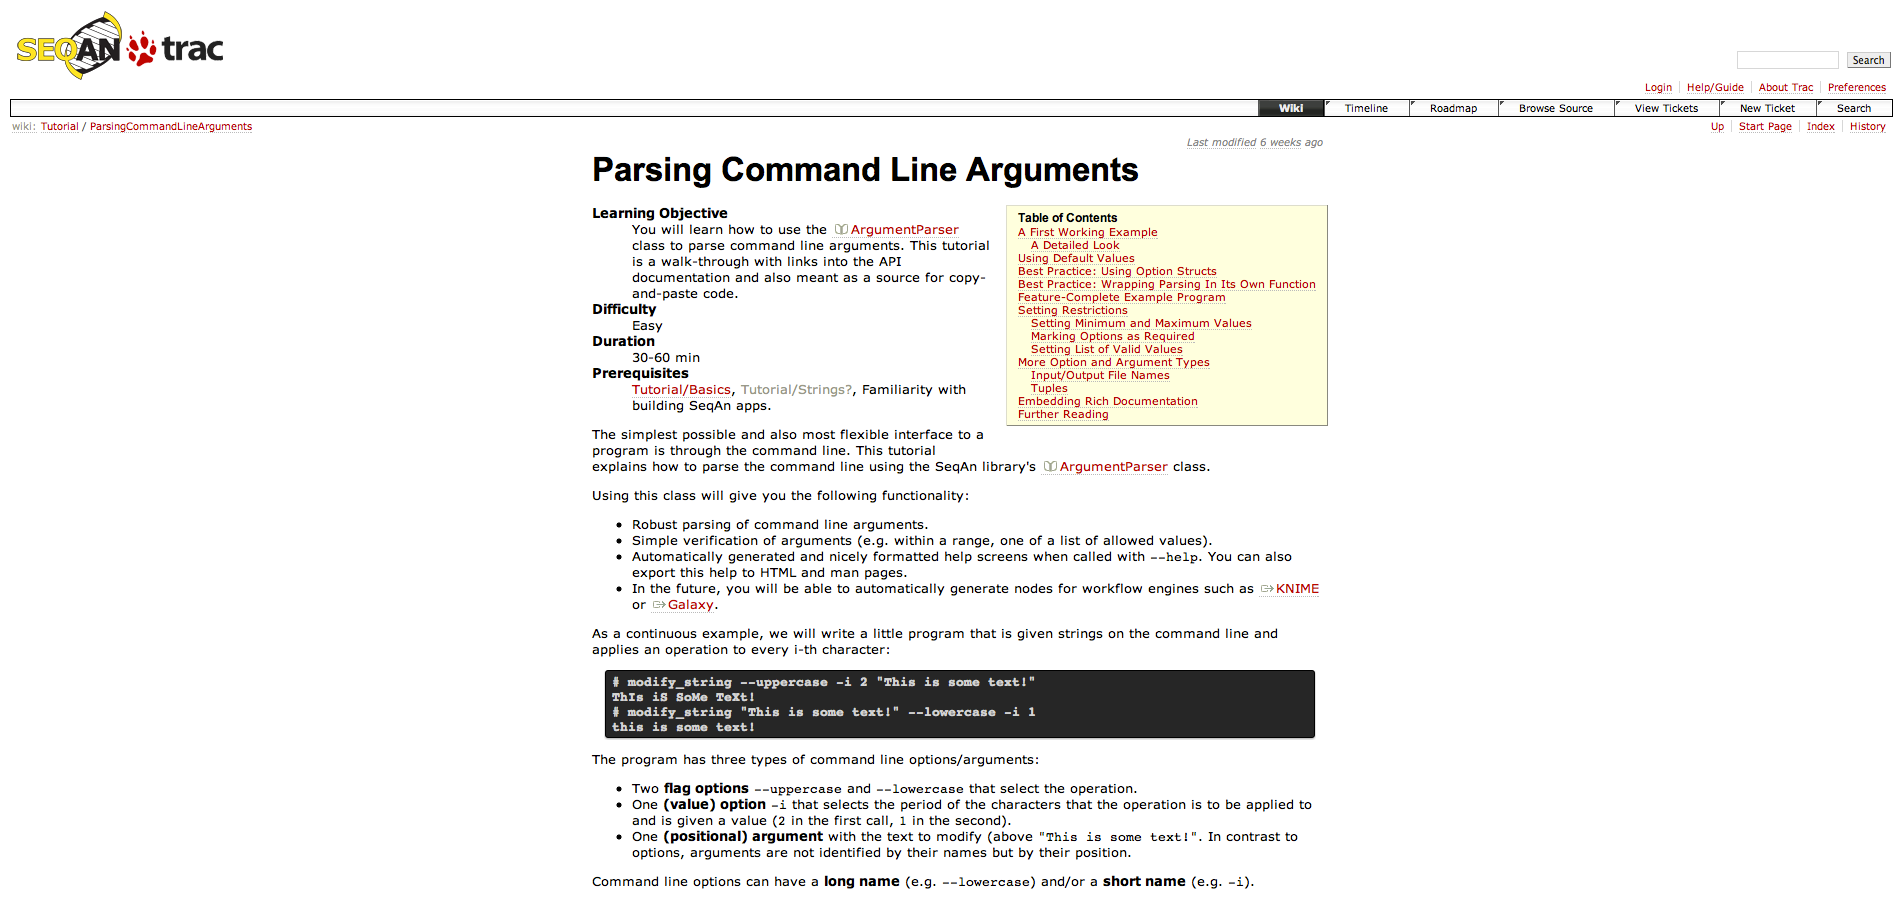 SEQAN trac
Search
Login Help/Guide About Trac Preferences
Wiki Timeline Roadmap Browse Source View Tickets New Ticket Search
wiki: Tutorial / ParsingCommandLineArguments
Up Start Page Index History
Last modified 6 weeks ago
Parsing Command Line Arguments
Learning Objective
You will learn how to use the ArgumentParser
class to parse command line arguments. This tutorial
is a walk-through with links into the API
documentation and also meant as a source for copy-
and-paste code.
Difficulty
Easy
Duration
30-60 min
Prerequisites
Tutorial/Basics, Tutorial/Strings?, Familiarity with
building SeqAn apps.
Table of Contents
A First Working Example
A Detailed Look
Using Default Values
Best Practice: Using Option Structs
Best Practice: Wrapping Parsing In Its Own Function
Feature-Complete Example Program
Setting Restrictions
Setting Minimum and Maximum Values
Marking Options as Required
Setting List of Valid Values
More Option and Argument Types
Input/Output File Names
Tuples
Embedding Rich Documentation
Further Reading
The simplest possible and also most flexible interface to a
program is through the command line. This tutorial
explains how to parse the command line using the SeqAn library's ArgumentParser class.
Using this class will give you the following functionality:
• Robust parsing of command line arguments.
• Simple verification of arguments (e.g. within a range, one of a list of allowed values).
• Automatically generated and nicely formatted help screens when called with --help. You can also
export this help to HTML and man pages.
• In the future, you will be able to automatically generate nodes for workflow engines such as KNIME
or Galaxy.
As a continuous example, we will write a little program that is given strings on the command line and
applies an operation to every i-th character:
# modify_string --uppercase -i 2 "This is some text!"
ThIs iS SoMe TeXt!
# modify_string "This is some text!" --lowercase -i 1
this is some text!
The program has three types of command line options/arguments:
• Two flag options --uppercase and --lowercase that select the operation.
• One (value) option -i that selects the period of the characters that the operation is to be applied to
and is given a value (2 in the first call, 1 in the second).
• One (positional) argument with the text to modify (above "This is some text!". In contrast to
options, arguments are not identified by their names but by their position.
Command line options can have a long name (e.g. --lowercase) and/or a short name (e.g. -i).